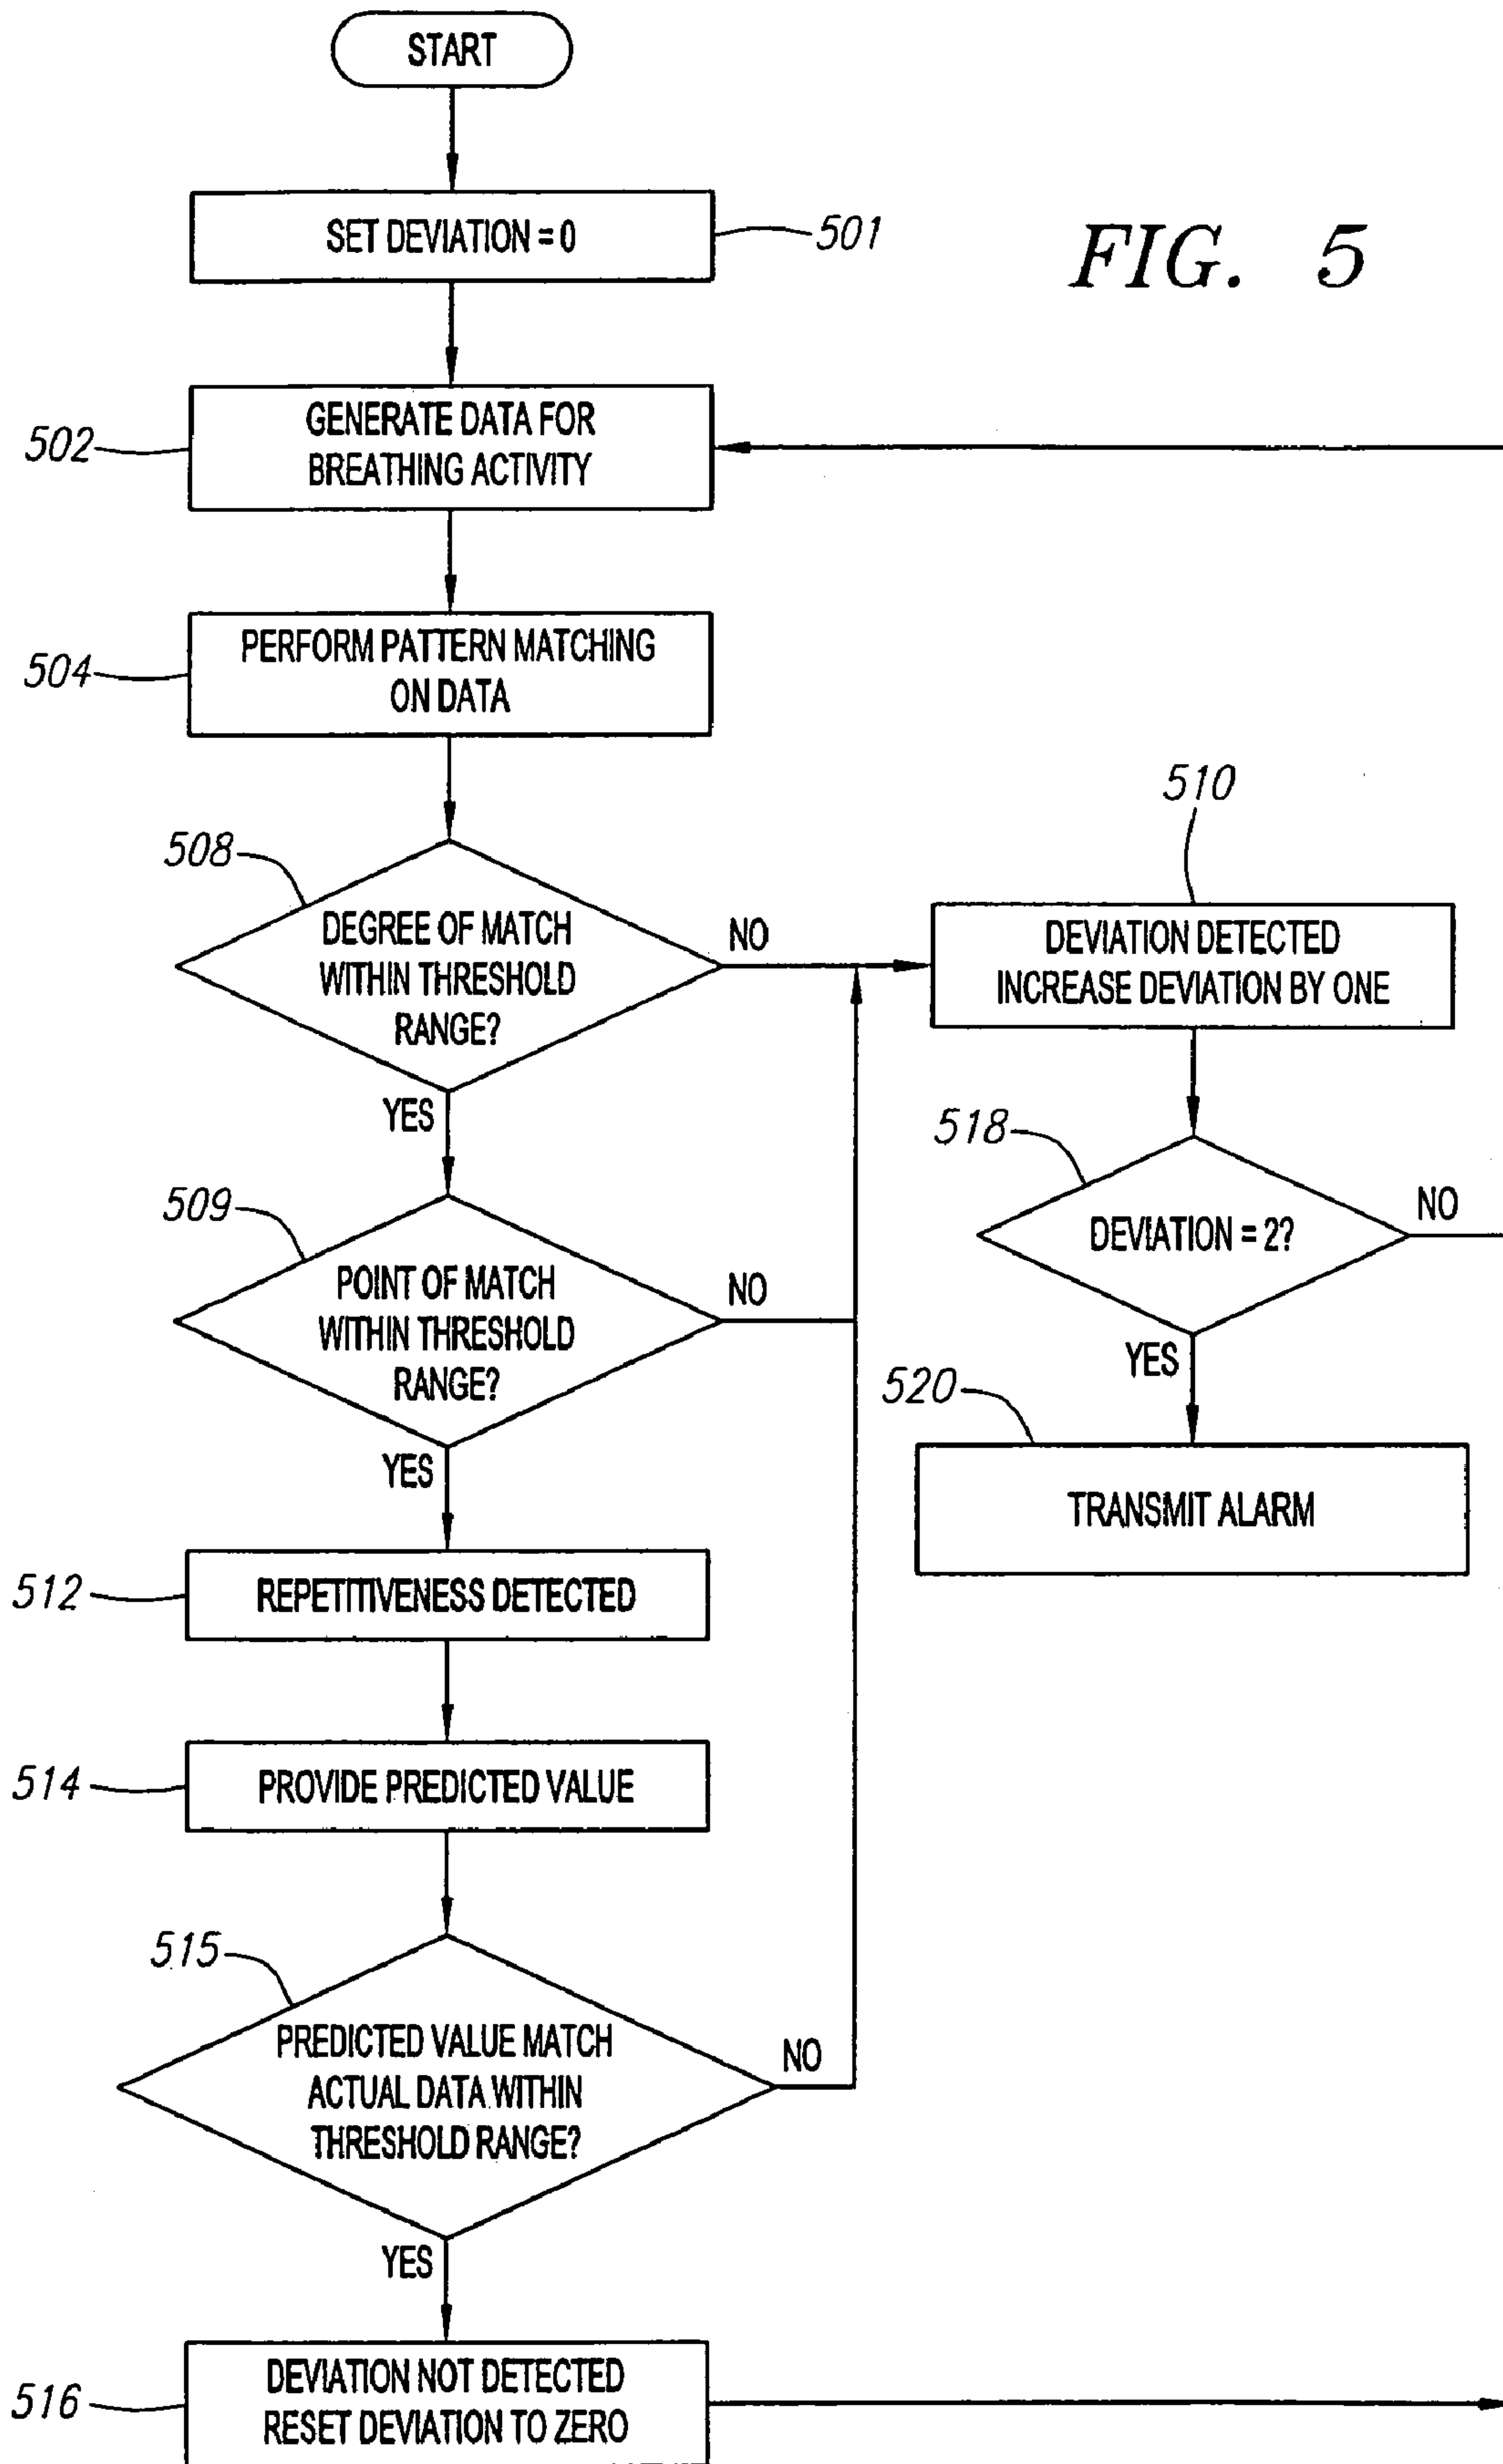 START
SET DEVIATION = 0
501
FIG. 5
502
GENERATE DATA FOR
BREATHING ACTIVITY
504
PERFORM PATTERN MATCHING
ON DATA
508
DEGREE OF MATCH
WITHIN THRESHOLD
RANGE?
NO
YES
510
DEVIATION DETECTED
INCREASE DEVIATION BY ONE
518
DEVIATION = 2?
NO
YES
520
TRANSMIT ALARM
509
POINT OF MATCH
WITHIN THRESHOLD
RANGE?
NO
YES
512
REPETITIVENESS DETECTED
514
PROVIDE PREDICTED VALUE
515
PREDICTED VALUE MATCH
ACTUAL DATA WITHIN
THRESHOLD RANGE?
NO
YES
516
DEVIATION NOT DETECTED
RESET DEVIATION TO ZERO